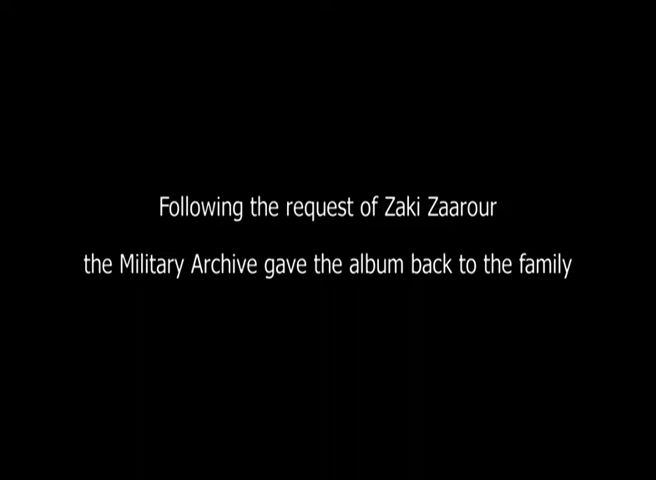 Following the request of Zaki Zaarour
the Military Archive gave the album back to the family